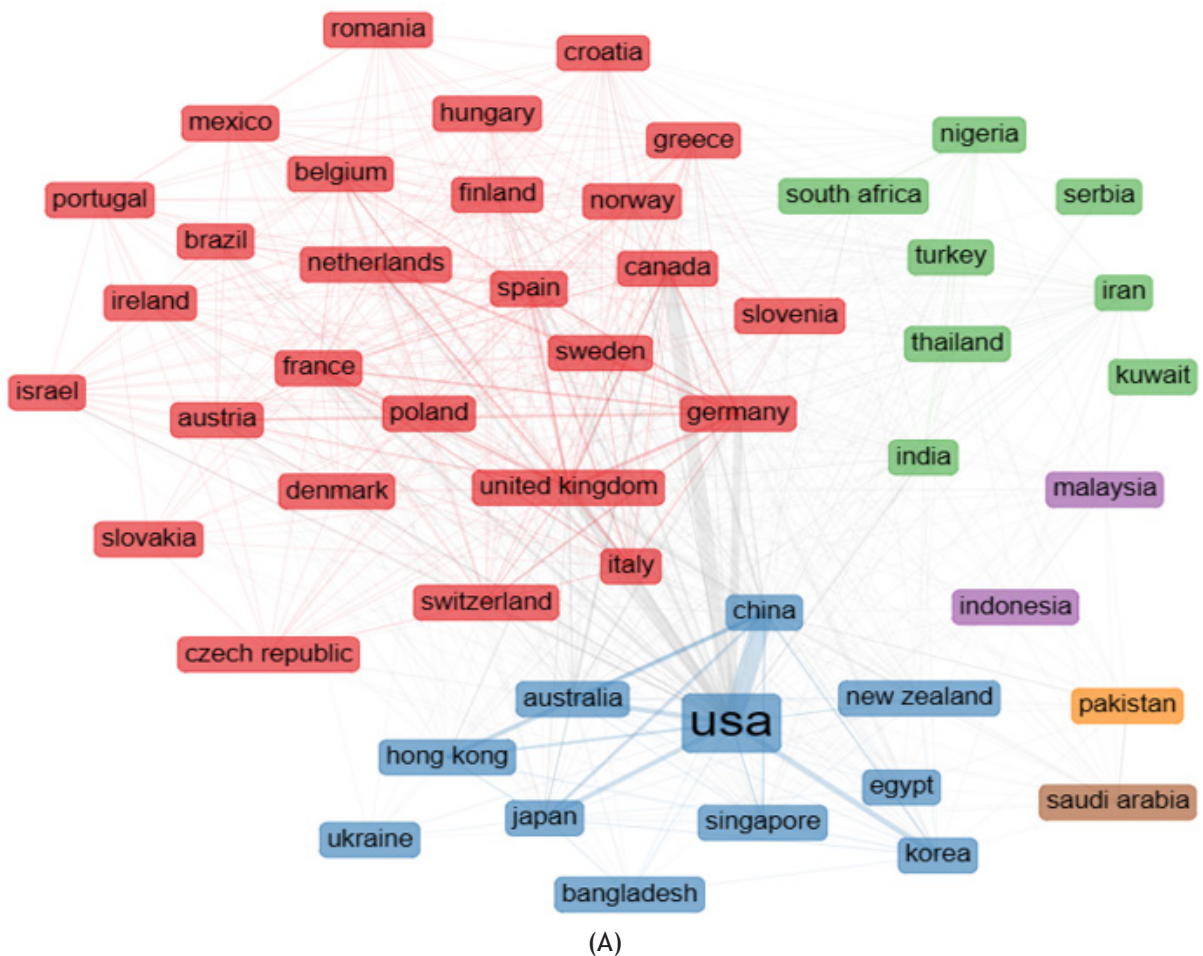 romania
croatia
mexico
hungary
greece
nigeria
portugal
belgium
finland
norway
south africa
serbia
brazil
netherlands
canada
turkey
ireland
spain
slovenia
iran
france
sweden
thailand
kuwait
israel
austria
poland
germany
india
denmark
united kingdom
malaysia
slovakia
italy
switzerland
china
indonesia
czech republic
australia
usa
new zealand
pakistan
hong kong
egypt
saudi arabia
ukraine
japan
singapore
korea
bangladesh
(A)